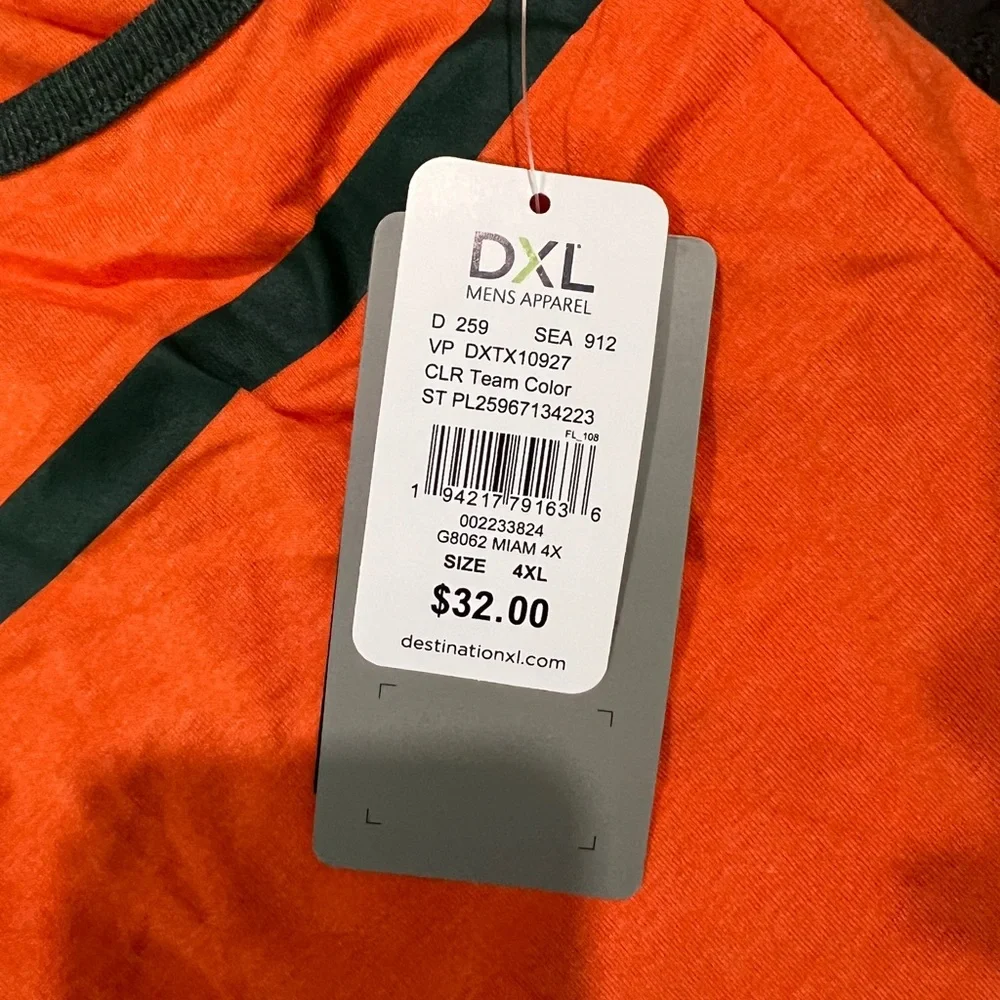 DXL
MENS APPAREL
D 259 SEA 912
VP DXTX10927
CLR Team Color
ST PL25967134223
FL_108
1 94217 79163 6
002233824
G8062 MIAM 4X
SIZE 4XL
$32.00
destinationxl.com